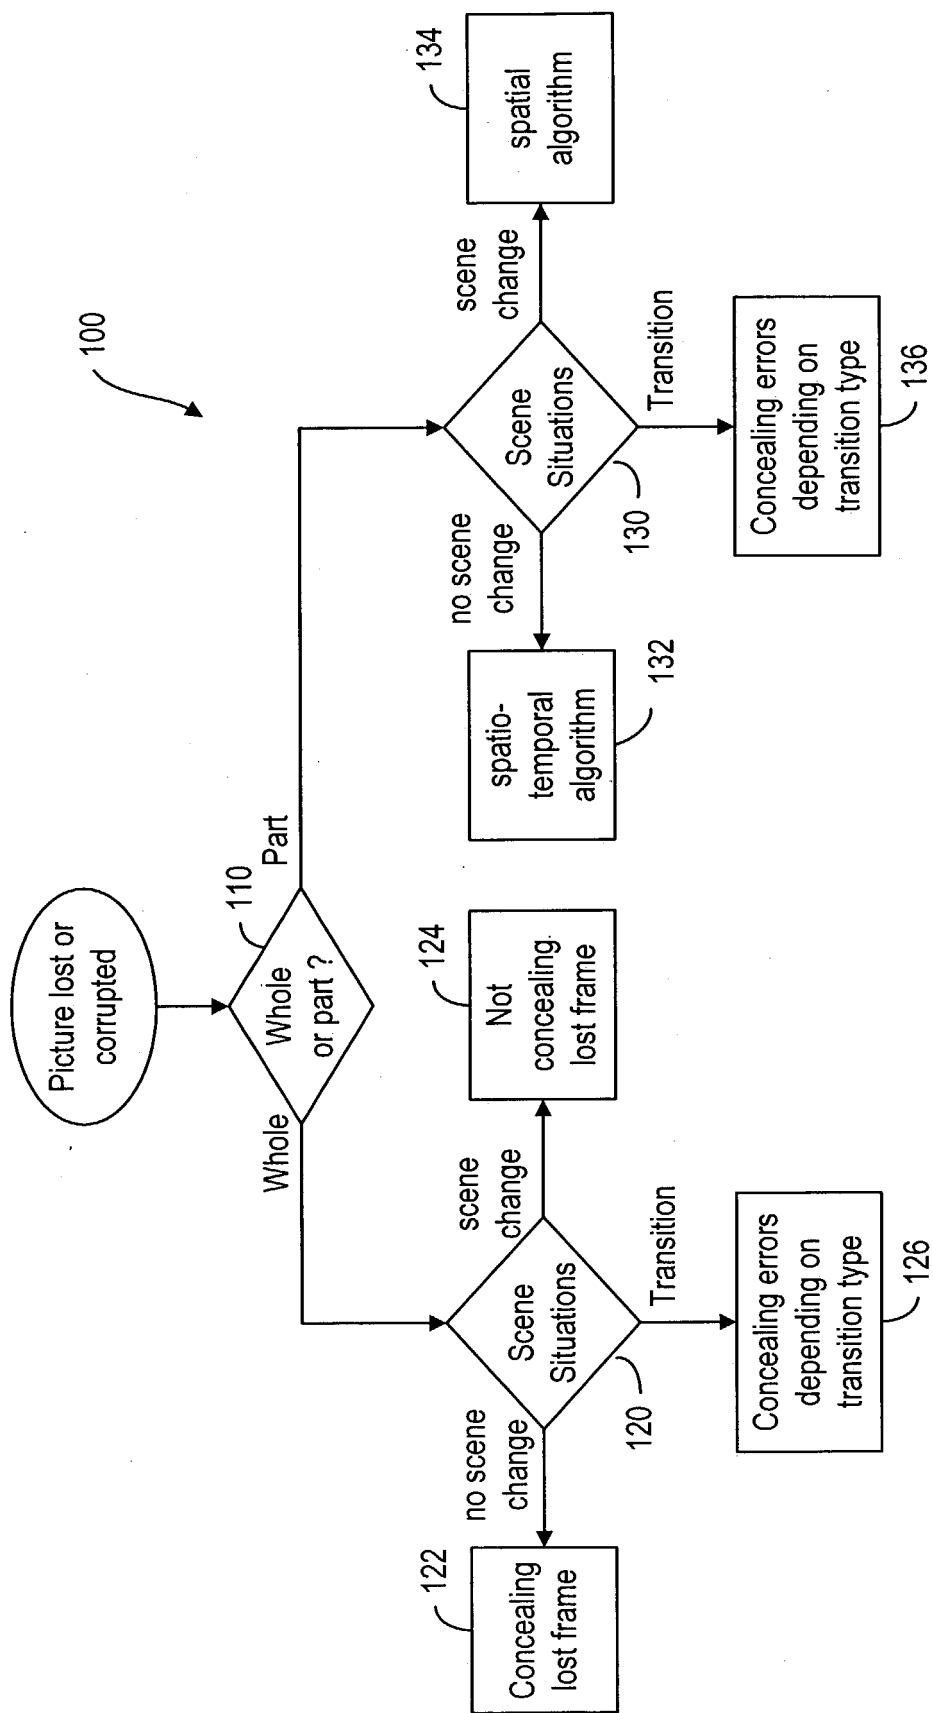 100
Picture lost or
corrupted
110
Whole
or part ?
Whole
Part
Scene
Situations
120
no scene
change
scene
change
Transition
122
Concealing
lost frame
124
Not
concealing
lost frame
Concealing errors
depending on
transition type
126
Scene
Situations
130
no scene
change
scene
change
Transition
spatio-
temporal
algorithm
132
134
spatial
algorithm
Concealing errors
depending on
transition type
136